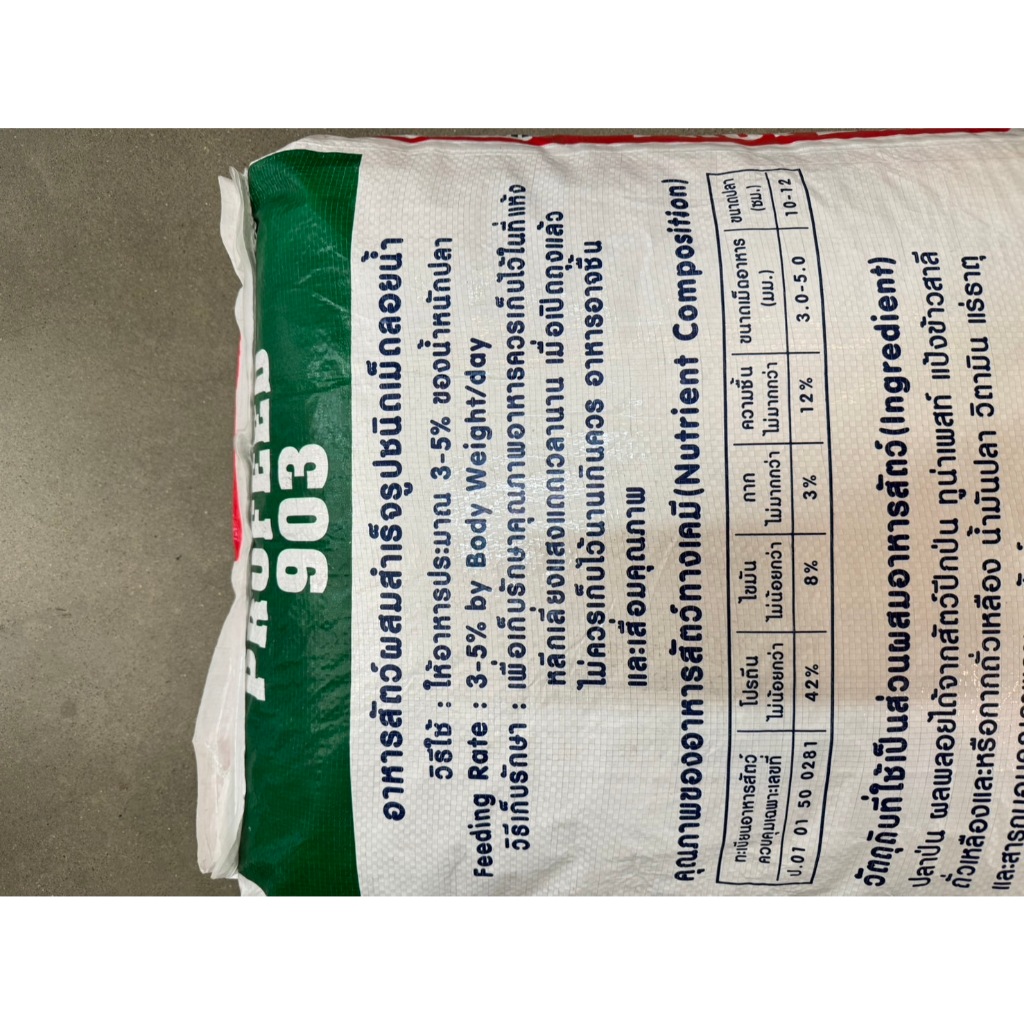 PROFEED
903
อาหารสัตว์ผสมสำเร็จรูปชนิดเม็ดลอยน้ำ
วิธีใช้ : ให้อาหารประมาณ 3-5% ของน้ำหนักปลา
Feeding Rate : 3-5% by Body Weight/day
วิธีเก็บรักษา : เพื่อเก็บรักษาคุณภาพอาหารควรเก็บไว้ในที่แห้ง
หลีกเลี่ยงแสงแดดเวลานาน เมื่อเปิดถุงแล้ว
ไม่ควรเก็บไว้นานเกินควร อาหารอาจชื้น
และเสื่อมคุณภาพ
คุณภาพของอาหารสัตว์ทางเคมี(Nutrient Composition)
ทะเบียนอาหารสัตว์ โปรตีน ไขมัน กาก ความชื้น ขนาดเม็ดอาหาร ขนาดปลา
ควบคุมเฉพาะเลขที่ ไม่น้อยกว่า ไม่น้อยกว่า ไม่มากกว่า ไม่มากกว่า (มม.) (ซม.)
ป.01 01 50 0281 42% 8% 3% 12% 3.0-5.0 10-12
วัตถุดิบที่ใช้เป็นส่วนผสมอาหารสัตว์(Ingredient)
ปลาป่น ผลพลอยได้จากสัตว์ปีกป่น ทูน่าเพสท์ แป้งข้าวสาลี
ถั่วเหลืองและหรือกากถั่วเหลือง น้ำมันปลา วิตามิน แร่ธาตุ